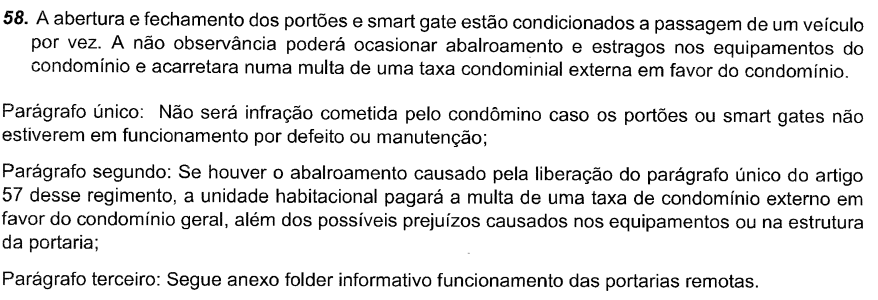 58. A abertura e fechamento dos portões e smart gate estão condicionados a passagem de um veículo
por vez. A não observância poderá ocasionar abalroamento e estragos nos equipamentos do
condomínio e acarretara numa multa de uma taxa condominial externa em favor do condomínio.
Parágrafo único: Não será infração cometida pelo condômino caso os portões ou smart gates não
estiverem em funcionamento por defeito ou manutenção;
Parágrafo segundo: Se houver o abalroamento causado pela liberação do parágrafo único do artigo
57 desse regimento, a unidade habitacional pagará a multa de uma taxa de condomínio externo em
favor do condomínio geral, além dos possíveis prejuízos causados nos equipamentos ou na estrutura
da portaria;
Parágrafo terceiro: Segue anexo folder informativo funcionamento das portarias remotas.